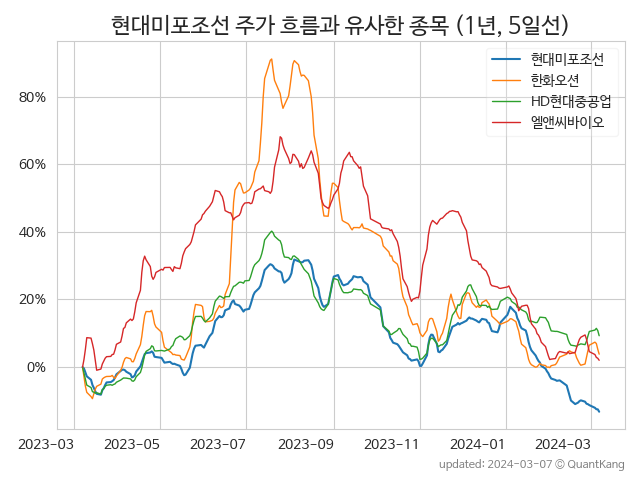 현대미포조선 주가 흐름과 유사한 종목 (1년, 5일선)
현대미포조선
한화오션
HD현대중공업
엘앤씨바이오
80%
60%
40%
20%
0%
2023-03 2023-05 2023-07 2023-09 2023-11 2024-01 2024-03
updated: 2024-03-07 © QuantKang